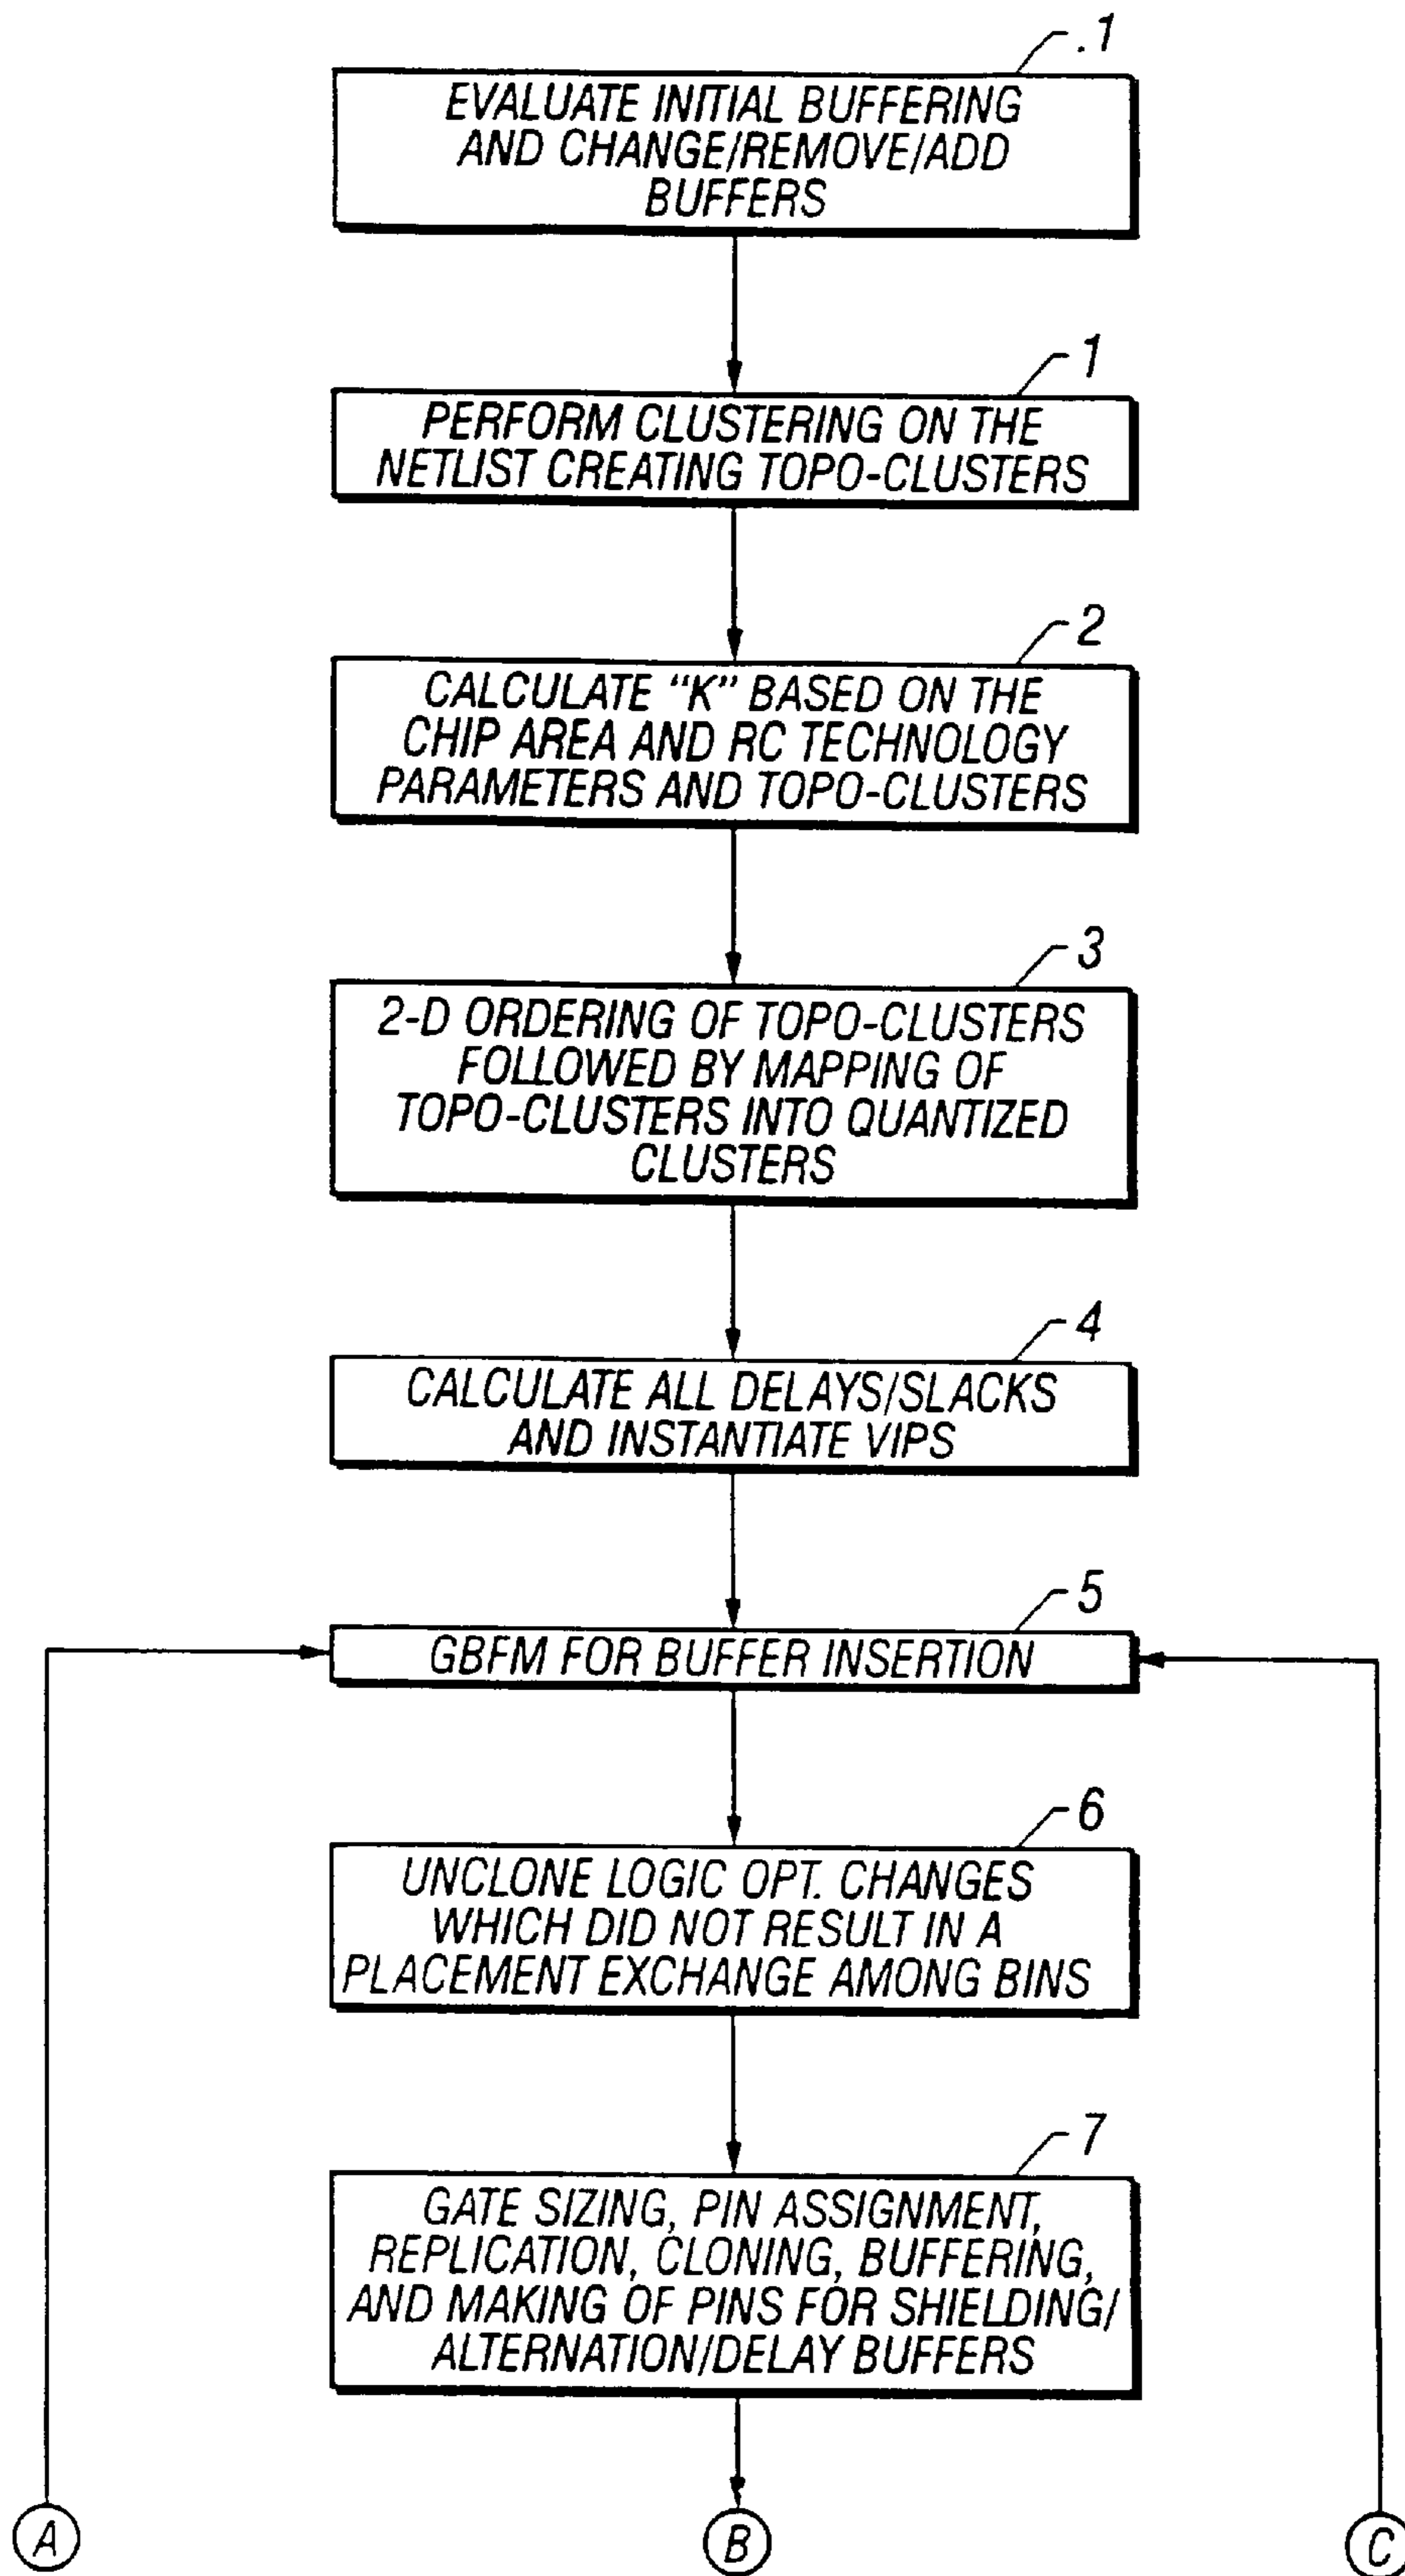 .1
EVALUATE INITIAL BUFFERING
AND CHANGE/REMOVE/ADD
BUFFERS
1
PERFORM CLUSTERING ON THE
NETLIST CREATING TOPO-CLUSTERS
2
CALCULATE “K” BASED ON THE
CHIP AREA AND RC TECHNOLOGY
PARAMETERS AND TOPO-CLUSTERS
3
2-D ORDERING OF TOPO-CLUSTERS
FOLLOWED BY MAPPING OF
TOPO-CLUSTERS INTO QUANTIZED
CLUSTERS
4
CALCULATE ALL DELAYS/SLACKS
AND INSTANTIATE VIPS
5
GBFM FOR BUFFER INSERTION
6
UNCLONE LOGIC OPT. CHANGES
WHICH DID NOT RESULT IN A
PLACEMENT EXCHANGE AMONG BINS
7
GATE SIZING, PIN ASSIGNMENT,
REPLICATION, CLONING, BUFFERING,
AND MAKING OF PINS FOR SHIELDING/
ALTERNATION/DELAY BUFFERS
A
B
C